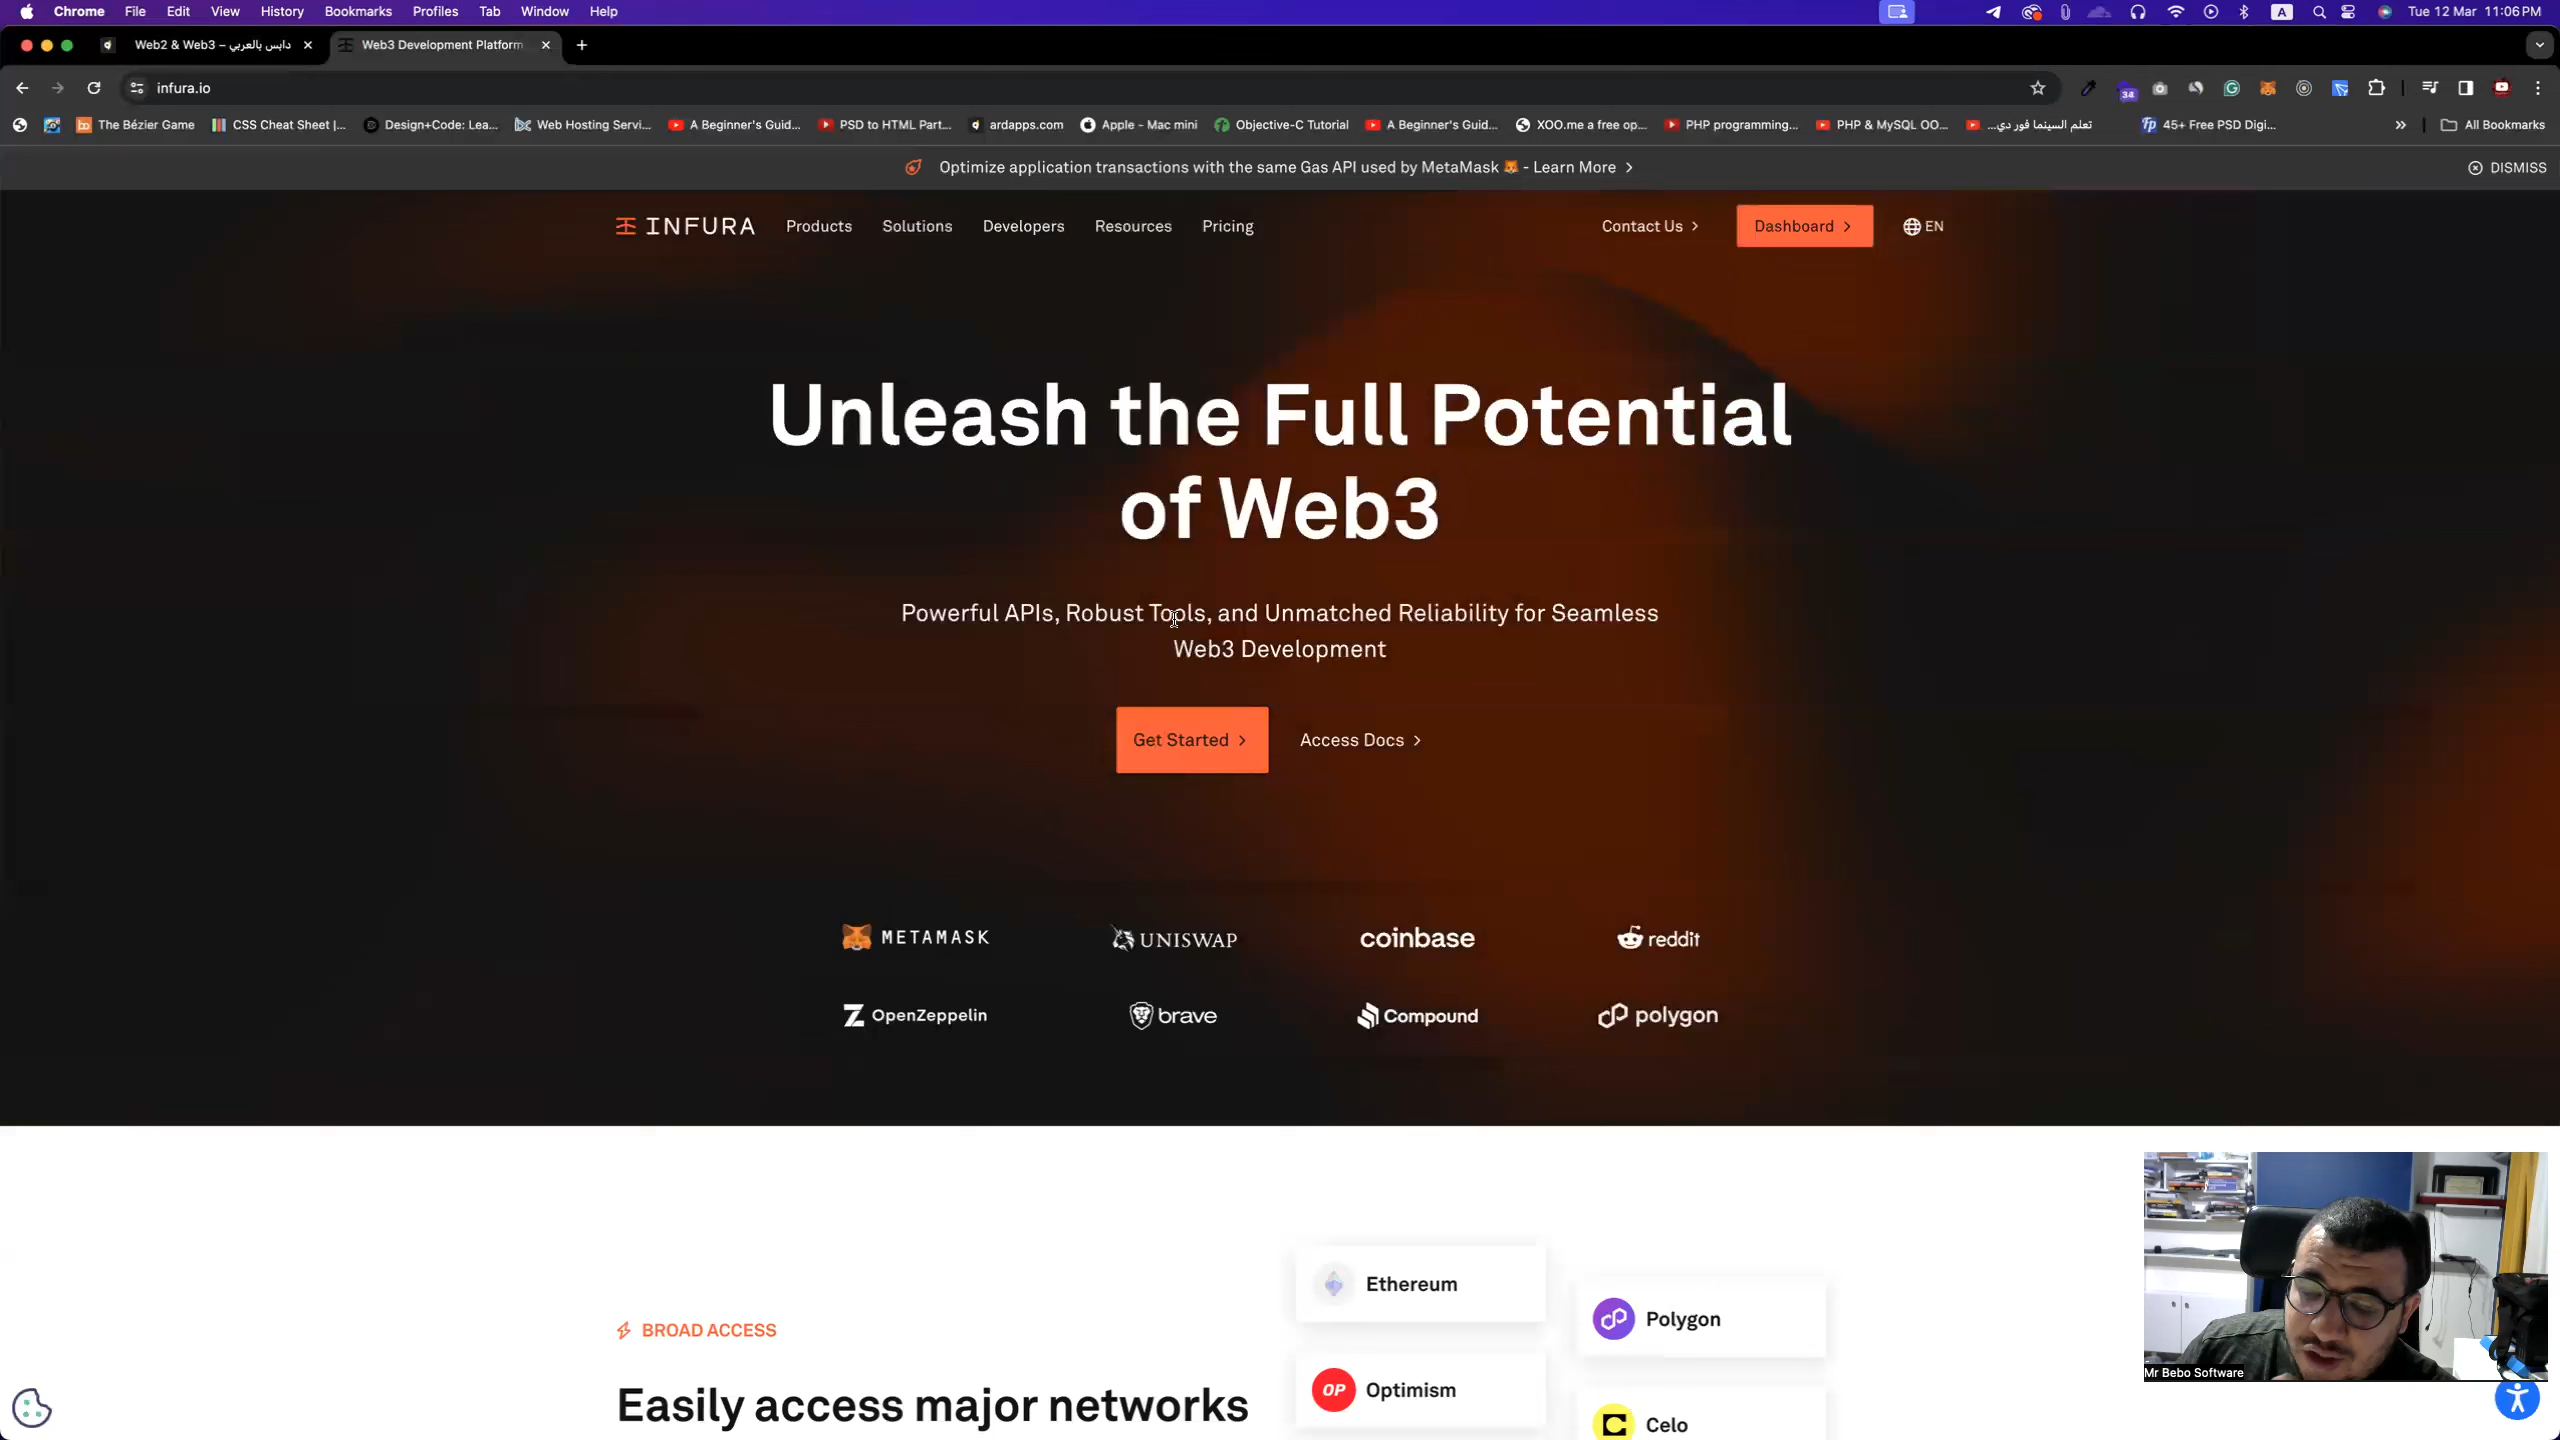 Chrome File Edit View History Bookmarks Profiles Tab Window Help
A
Tue 12 Mar 11:06 PM
Web2 & Web3 – دابس بالعربي
Web3 Development Platform
infura.io
34
The Bézier Game
CSS Cheat Sheet |...
Design+Code: Lea...
Web Hosting Servi...
A Beginner's Guid...
PSD to HTML Part...
ardapps.com
Apple - Mac mini
Objective-C Tutorial
A Beginner's Guid...
XOO.me a free op...
PHP programming...
PHP & MySQL OO...
تعلم السينما فور دي...
45+ Free PSD Digi...
All Bookmarks
Optimize application transactions with the same Gas API used by MetaMask 🦊 - Learn More
DISMISS
INFURA
Products
Solutions
Developers
Resources
Pricing
Contact Us
Dashboard
EN
Unleash the Full Potential
of Web3
Powerful APIs, Robust Tools, and Unmatched Reliability for Seamless
Web3 Development
Get Started
Access Docs
METAMASK
UNISWAP
coinbase
reddit
OpenZeppelin
brave
Compound
polygon
BROAD ACCESS
Easily access major networks
Ethereum
Polygon
OP Optimism
Celo
Mr Bebo Software